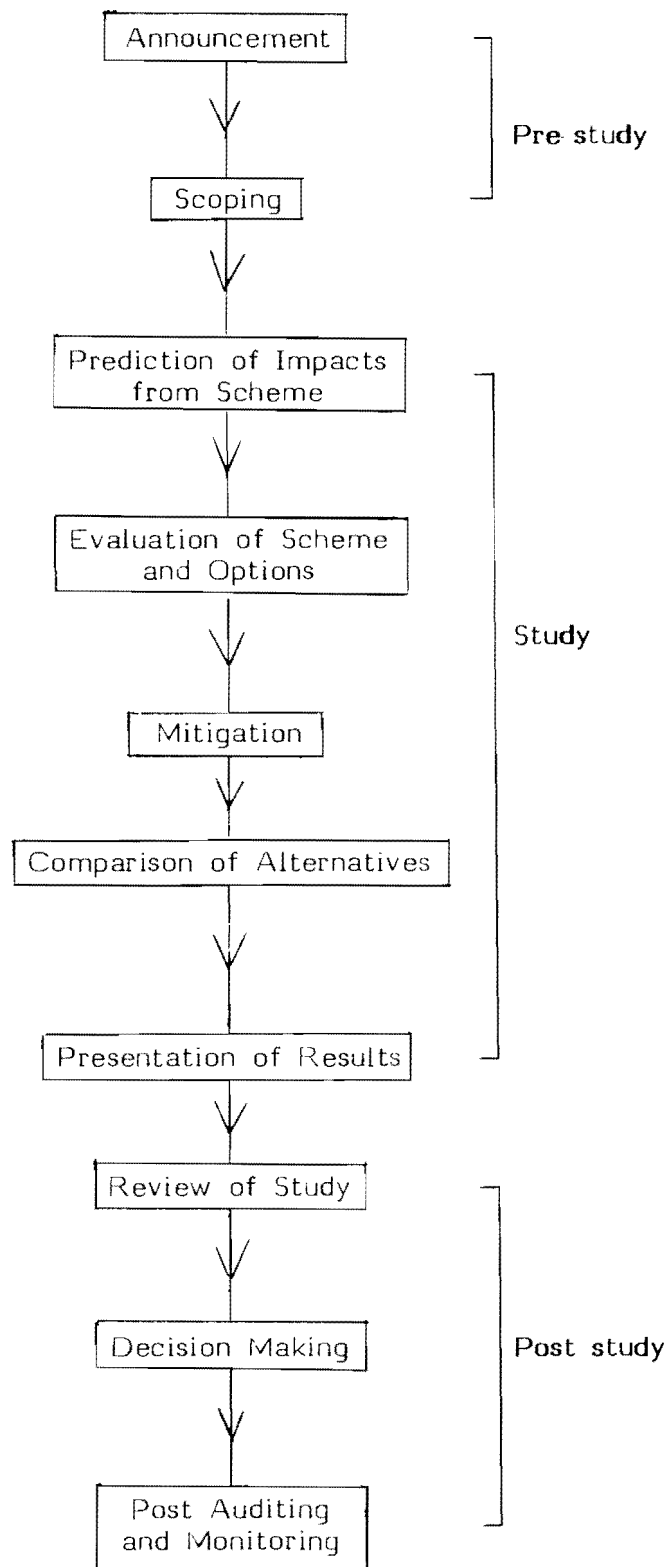 Announcement
Pre study
Scoping
Prediction of Impacts
from Scheme
Evaluation of Scheme
and Options
Study
Mitigation
Comparison of Alternatives
Presentation of Results
Review of Study
Decision Making
Post study
Post Auditing
and Monitoring